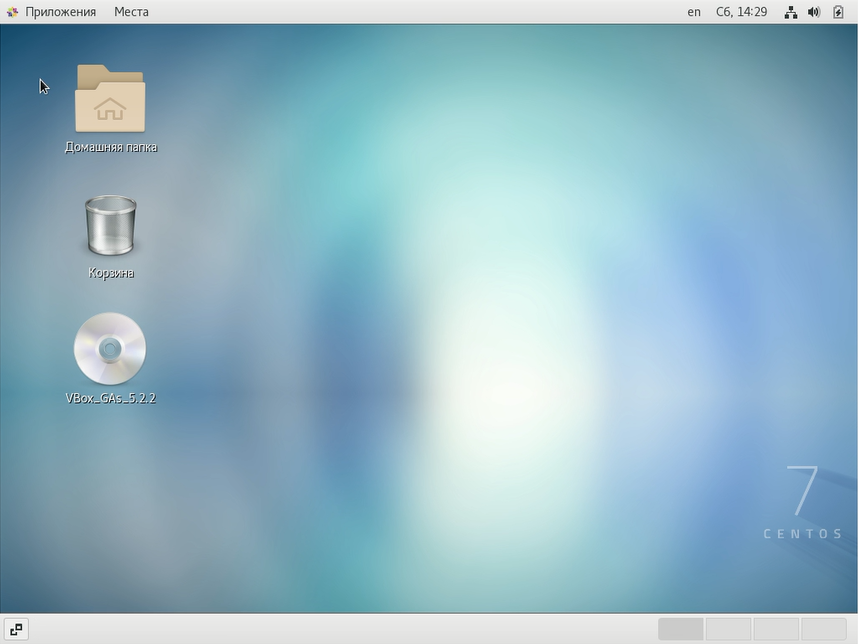 Приложения Места en Сб, 14:29
Домашняя папка
Корзина
VBox_GAs_5.2.2
7
CENTOS